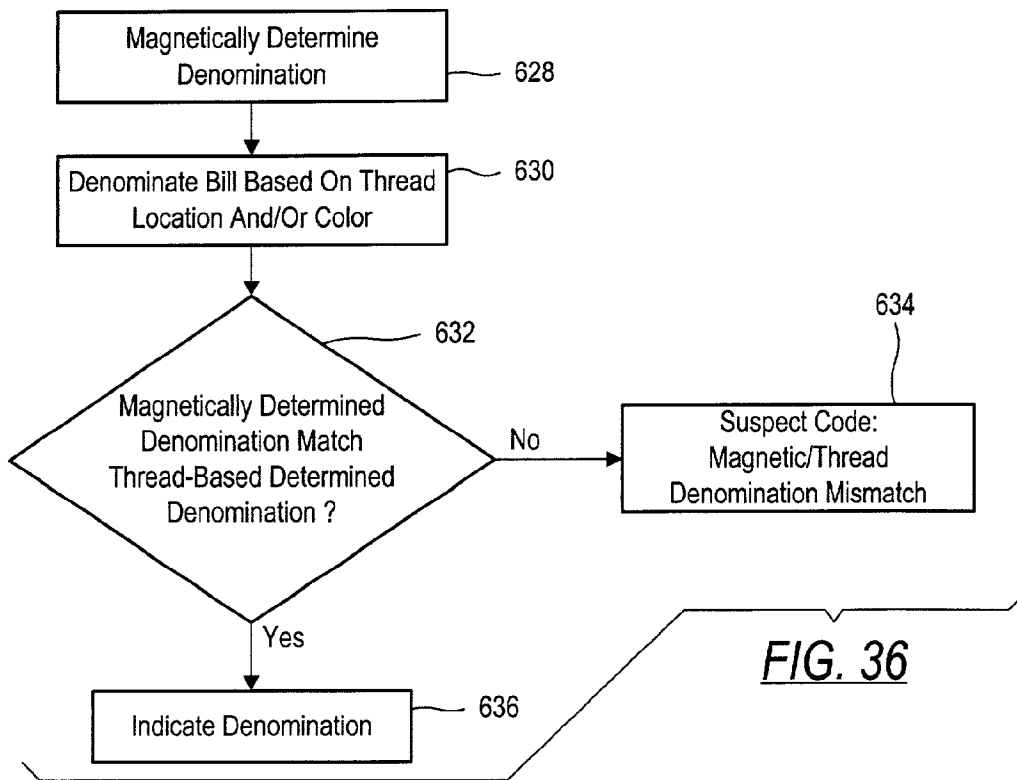 Magnetically Determine
Denomination
628
Denominate Bill Based On Thread
Location And/Or Color
630
632
Magnetically Determined
Denomination Match
Thread-Based Determined
Denomination ?
No
634
Suspect Code:
Magnetic/Thread
Denomination Mismatch
Yes
Indicate Denomination
636
FIG. 36